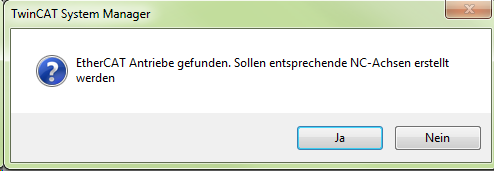 TwinCAT System Manager
EtherCAT Antriebe gefunden. Sollen entsprechende NC-Achsen erstellt
werden
Ja
Nein